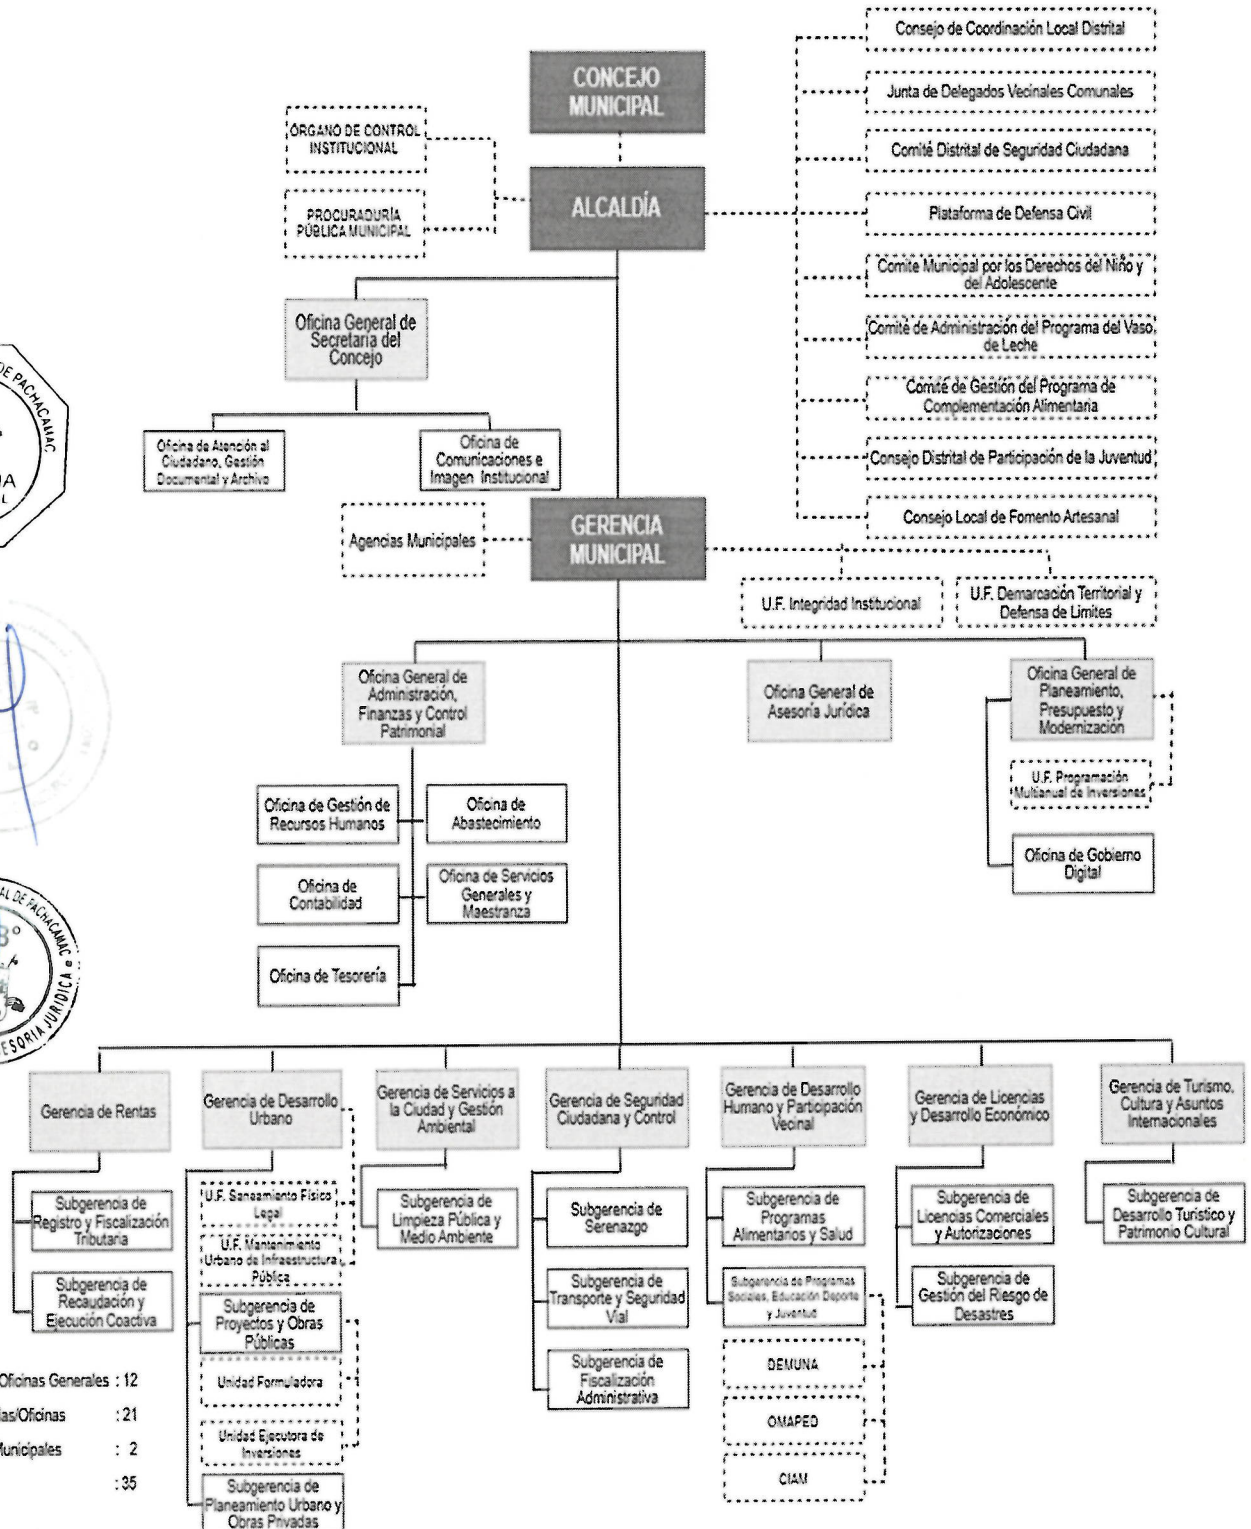 Consejo de Coordinación Local Distrital
CONCEJO
MUNICIPAL
Junta de Delegados Vecinales Comunales
ÓRGANO DE CONTROL
INSTITUCIONAL
Comité Distrital de Seguridad Ciudadana
ALCALDÍA
PROCURADURÍA
PÚBLICA MUNICIPAL
Plataforma de Defensa Civil
Comite Municipal por los Derechos del Niño y
del Adolescente
Oficina General de
Secretaria del
Concejo
Comité de Administración del Programa del Vaso
de Leche
Comité de Gestión del Programa de
Complementación Alimentaria
Oficina de Atención al
Ciudadano, Gestión
Documental y Archivo
Oficina de
Comunicaciones e
Imagen Institucional
Consejo Distrital de Participación de la Juventud
Consejo Local de Fomento Artesanal
Agencias Municipales
GERENCIA
MUNICIPAL
U.F. Integridad Institucional
U.F. Demarcación Territorial y
Defensa de Limites
Oficina General de
Administración,
Finanzas y Control
Patrimonial
Oficina General de
Asesoría Jurídica
Oficina General de
Planeamiento,
Presupuesto y
Modernización
U.F. Programación
Multianual de Inversiones
Oficina de Gestión de
Recursos Humanos
Oficina de
Abastecimiento
Oficina de
Contabilidad
Oficina de Servicios
Generales y
Maestranza
Oficina de Gobierno
Digital
Oficina de Tesorería
DE PACHACAMAC
AL DE PACHACAMAC
ESORIA JURIDICA
Gerencia de Rentas
Gerencia de Desarrollo
Urbano
Gerencia de Servicios a
la Ciudad y Gestión
Ambiental
Gerencia de Seguridad
Ciudadana y Control
Gerencia de Desarrollo
Humano y Participación
Vecinal
Gerencia de Licencias
y Desarrollo Económico
Gerencia de Turismo,
Cultura y Asuntos
Internacionales
Subgerencia de
Registro y Fiscalización
Tributaria
Subgerencia de
Recaudación y
Ejecución Coactiva
U.F. Saneamiento Físico
Legal
U.F. Mantenimiento
Urbano de Infraestructura
Pública
Subgerencia de
Proyectos y Obras
Públicas
Unidad Formuladora
Unidad Ejecutora de
Inversiones
Subgerencia de
Planeamiento Urbano y
Obras Privadas
Subgerencia de
Limpieza Pública y
Medio Ambiente
Subgerencia de
Serenazgo
Subgerencia de
Transporte y Seguridad
Vial
Subgerencia de
Fiscalización
Administrativa
Subgerencia de
Programas
Alimentarios y Salud
Subgerencia de Programas
Sociales, Educación Deporte
y Juventud
DEMUNA
OMAPED
CIAM
Subgerencia de
Licencias Comerciales
y Autorizaciones
Subgerencia de
Gestión del Riesgo de
Desastres
Subgerencia de
Desarrollo Turístico y
Patrimonio Cultural
Oficinas Generales : 12
as/Oficinas : 21
Municipales : 2
: 35